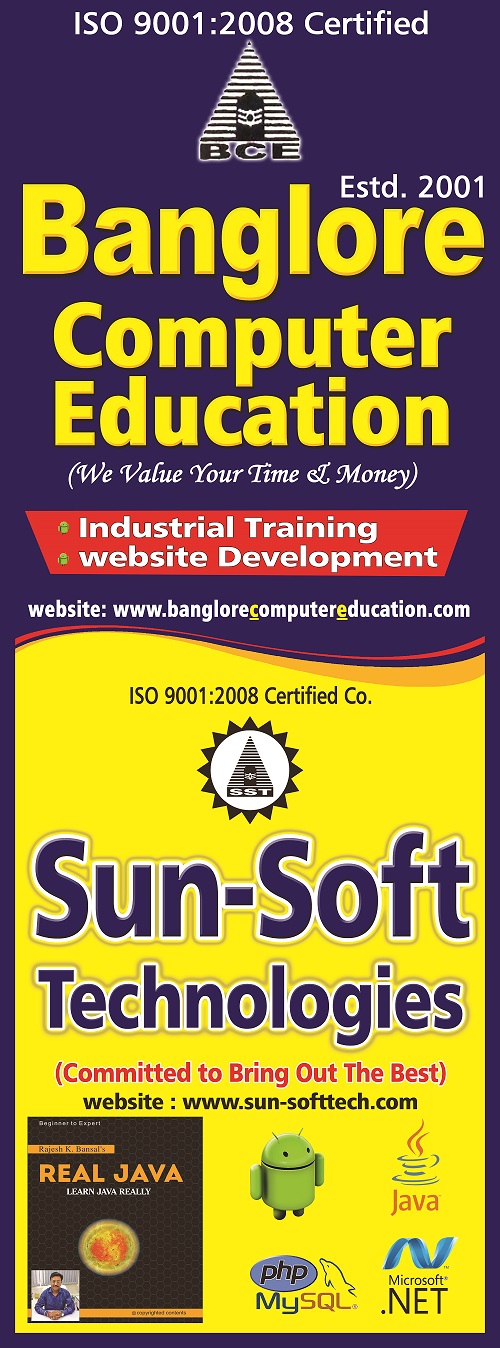 ISO 9001:2008 Certified
BCE
Estd. 2001
Banglore
Computer
Education
(We Value Your Time & Money)
Industrial Training
website Development
website: www.banglorecomputereducation.com
ISO 9001:2008 Certified Co.
SST
Sun-Soft
Technologies
(Committed to Bring Out The Best)
website : www.sun-softtech.com
Beginner to Expert
Rajesh K. Bansal's
REAL JAVA
LEARN JAVA REALLY
©copyrighted contents
Java
php
MySQL®
Microsoft®
.NET